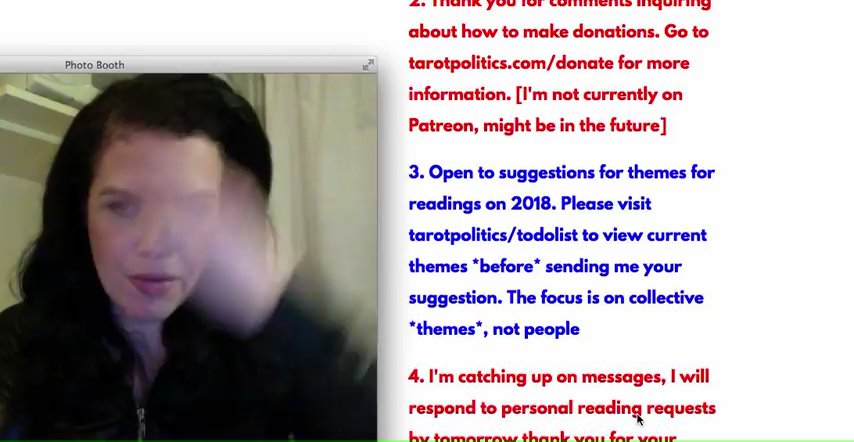 2. Thank you for comments inquiring
about how to make donations. Go to
tarotpolitics.com/donate for more
information. [I'm not currently on
Patreon, might be in the future]
Photo Booth
3. Open to suggestions for themes for
readings on 2018. Please visit
tarotpolitics/todolist to view current
themes *before* sending me your
suggestion. The focus is on collective
*themes*, not people
4. I'm catching up on messages, I will
respond to personal reading requests
by tomorrow thank you for your